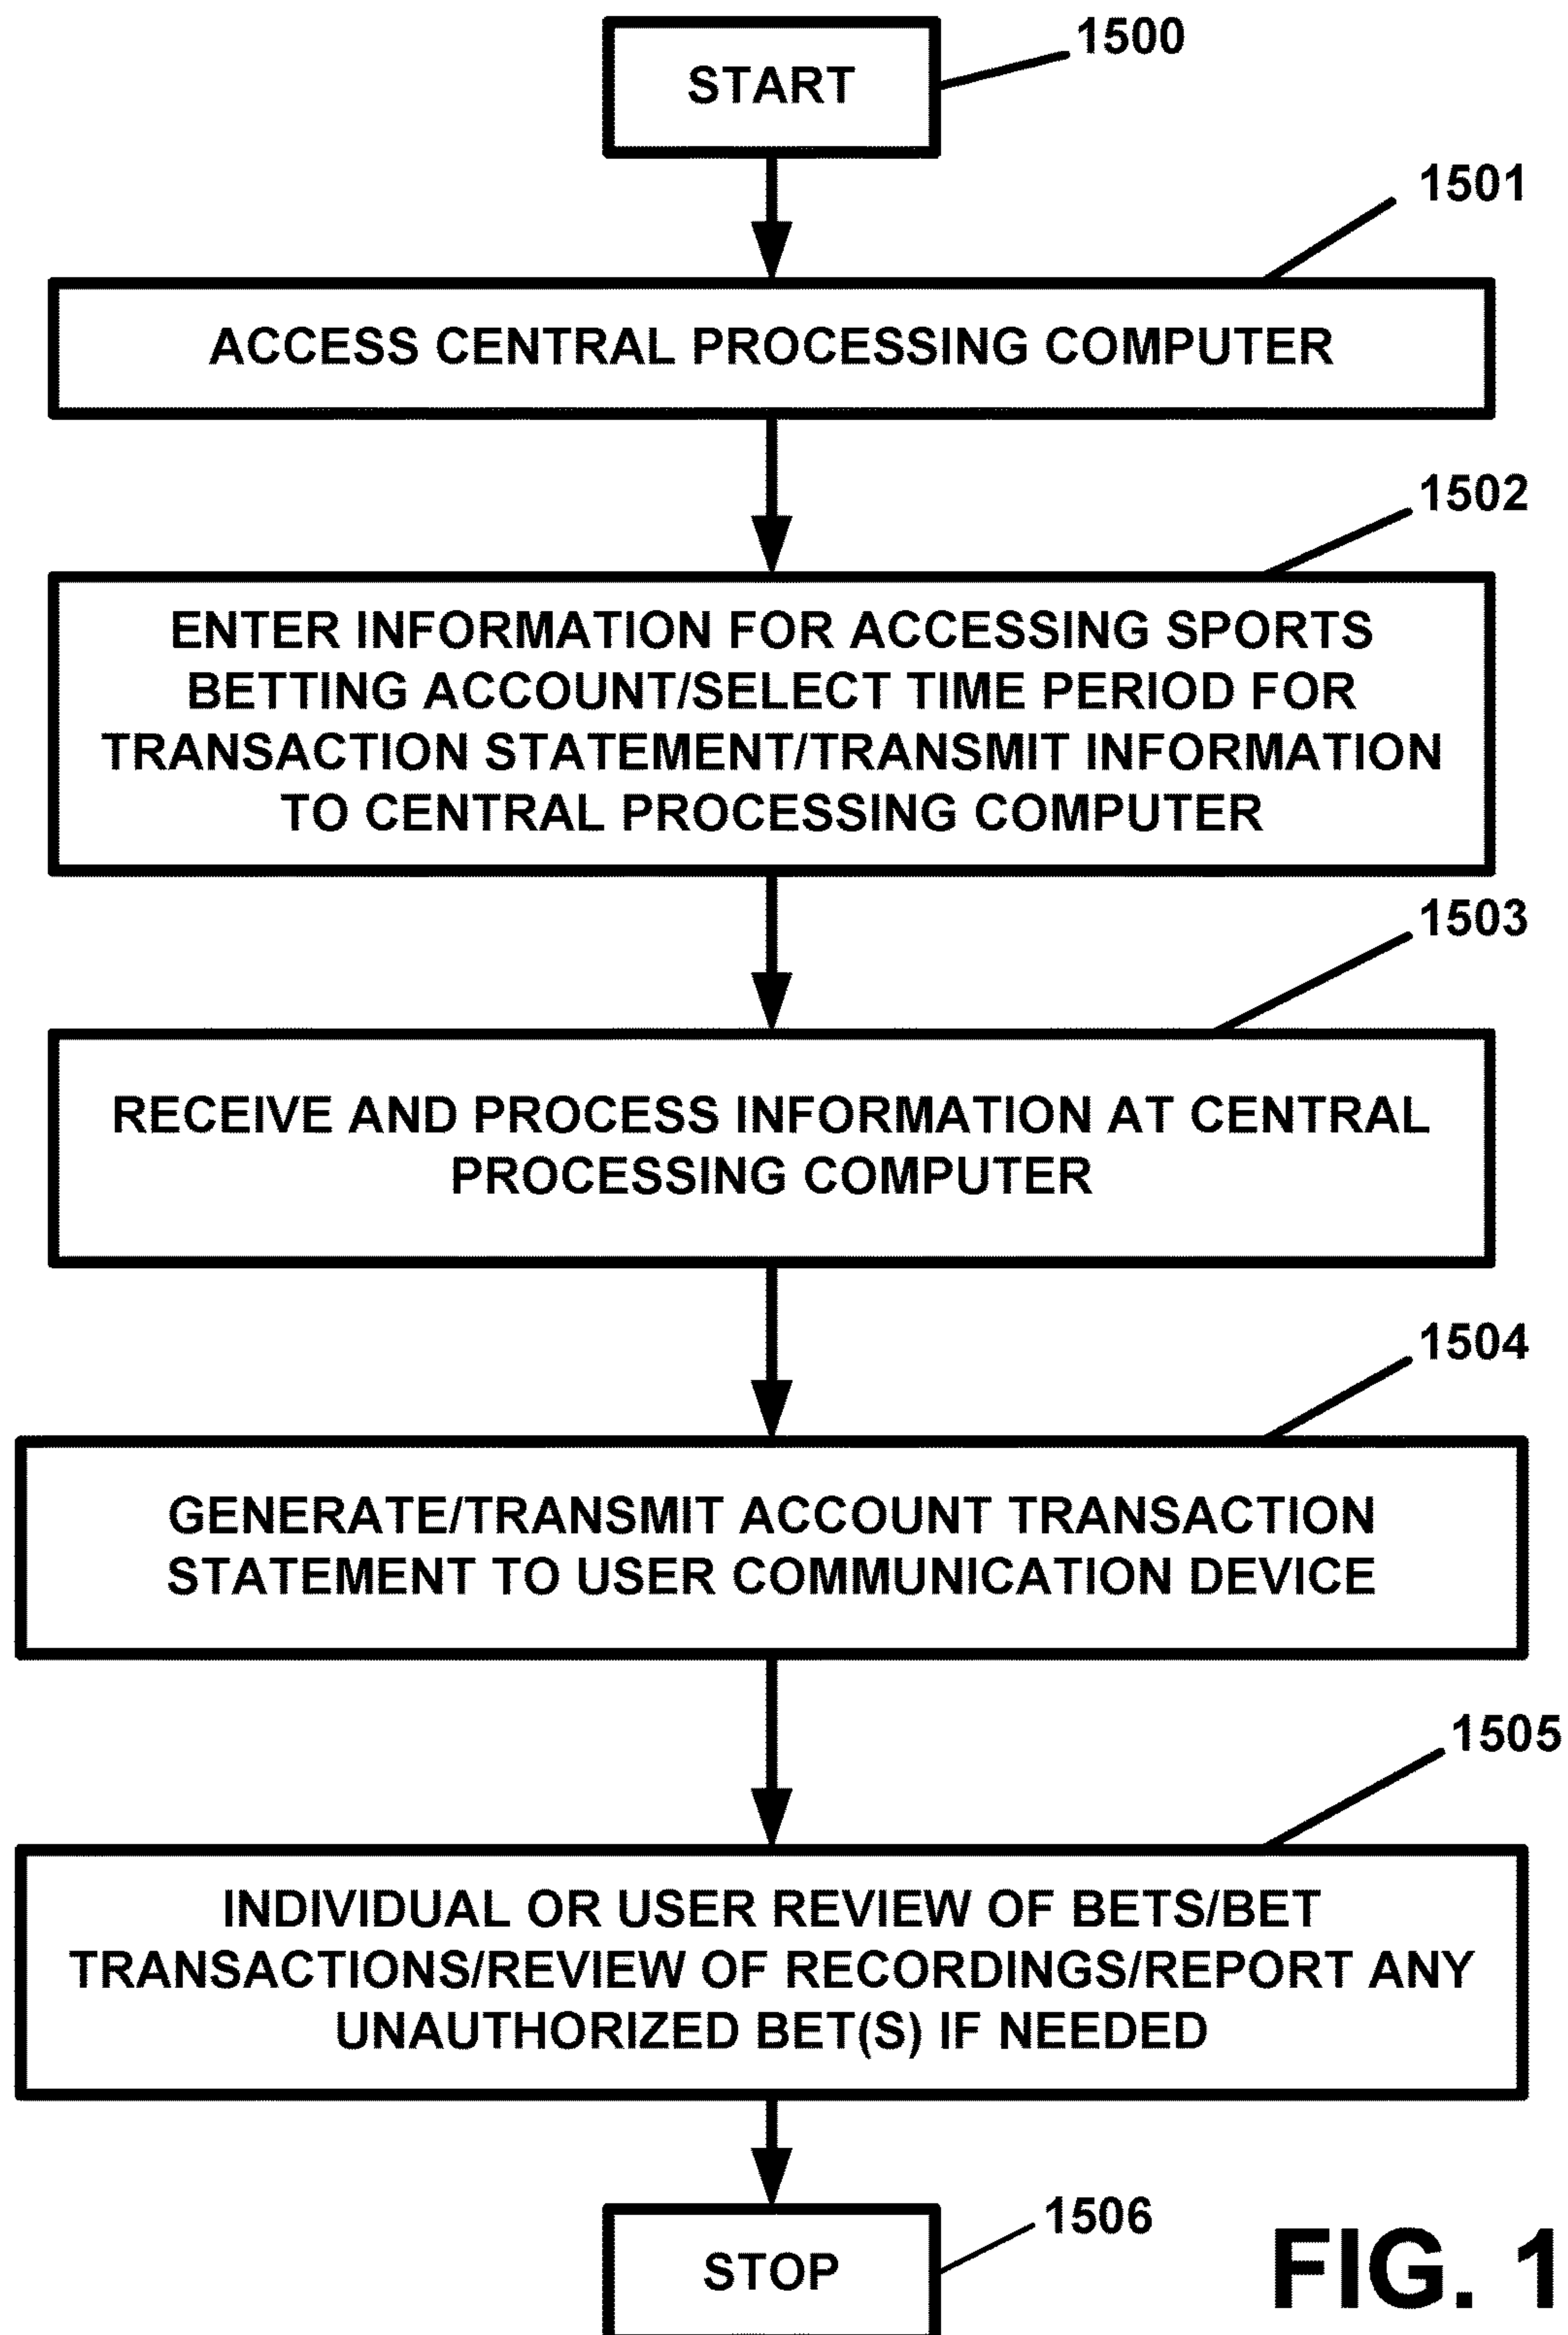 1500
START
1501
ACCESS CENTRAL PROCESSING COMPUTER
1502
ENTER INFORMATION FOR ACCESSING SPORTS
BETTING ACCOUNT/SELECT TIME PERIOD FOR
TRANSACTION STATEMENT/TRANSMIT INFORMATION
TO CENTRAL PROCESSING COMPUTER
1503
RECEIVE AND PROCESS INFORMATION AT CENTRAL
PROCESSING COMPUTER
1504
GENERATE/TRANSMIT ACCOUNT TRANSACTION
STATEMENT TO USER COMMUNICATION DEVICE
1505
INDIVIDUAL OR USER REVIEW OF BETS/BET
TRANSACTIONS/REVIEW OF RECORDINGS/REPORT ANY
UNAUTHORIZED BET(S) IF NEEDED
1506
STOP
FIG. 1